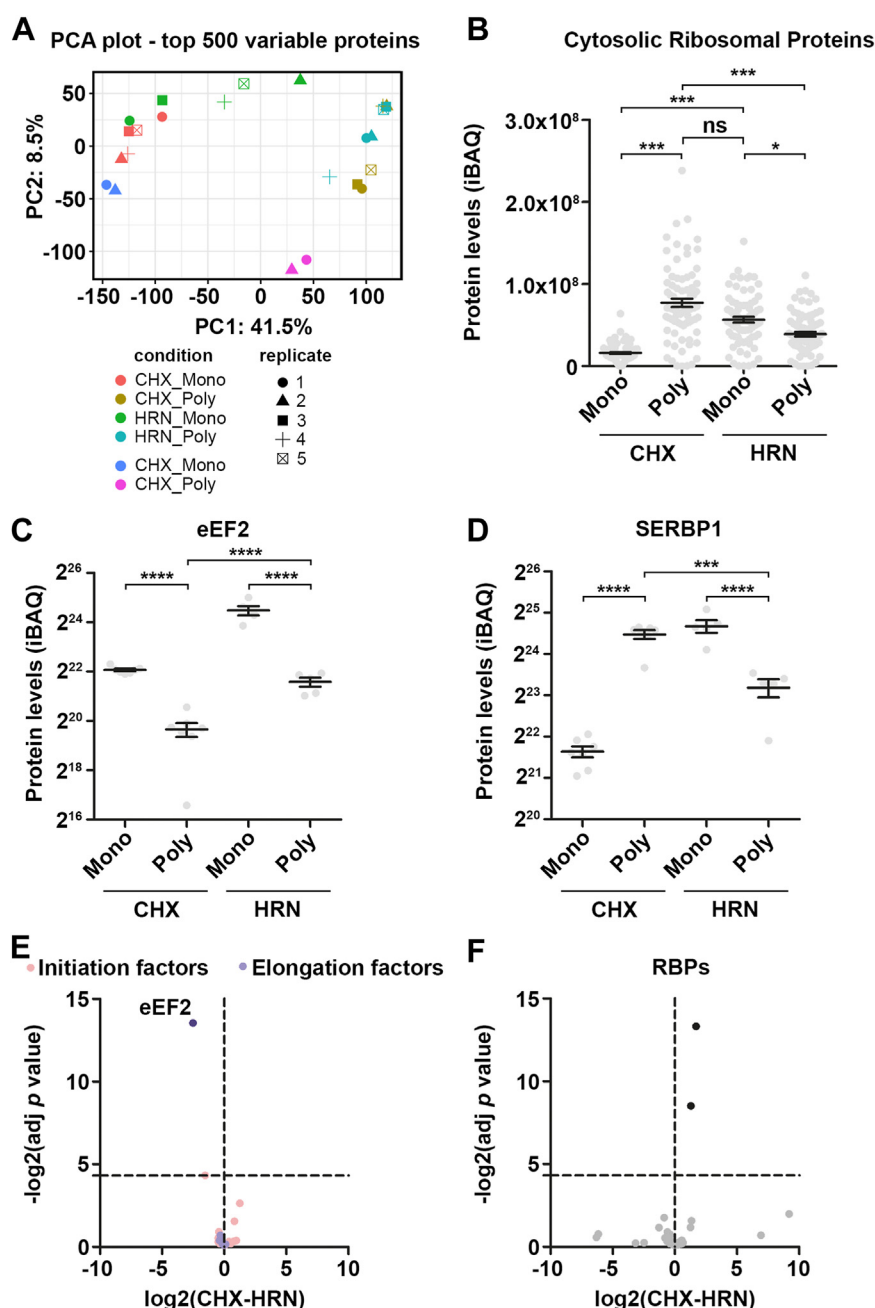 A
PCA plot - top 500 variable proteins
PC2: 8.5%
50
0
-50
-100
-150 -100 -50 0 50 100
PC1: 41.5%
condition
CHX_Mono
CHX_Poly
HRN_Mono
HRN_Poly
CHX_Mono
CHX_Poly
replicate
1
2
3
4
5
B
Cytosolic Ribosomal Proteins
Protein levels (iBAQ)
3.0x10⁸
2.0x10⁸
1.0x10⁸
0
***
***
ns
***
*
Mono Poly Mono Poly
CHX HRN
C
eEF2
Protein levels (iBAQ)
2²⁶
2²⁴
2²²
2²⁰
2¹⁸
2¹⁶
****
**** ****
Mono Poly Mono Poly
CHX HRN
D
SERBP1
Protein levels (iBAQ)
2²⁶
2²⁵
2²⁴
2²³
2²²
2²¹
2²⁰
***
**** ****
Mono Poly Mono Poly
CHX HRN
E
Initiation factors Elongation factors
eEF2
-log2(adj p value)
15
10
5
0
-10 -5 0 5 10
log2(CHX-HRN)
F
RBPs
-log2(adj p value)
15
10
5
0
-10 -5 0 5 10
log2(CHX-HRN)